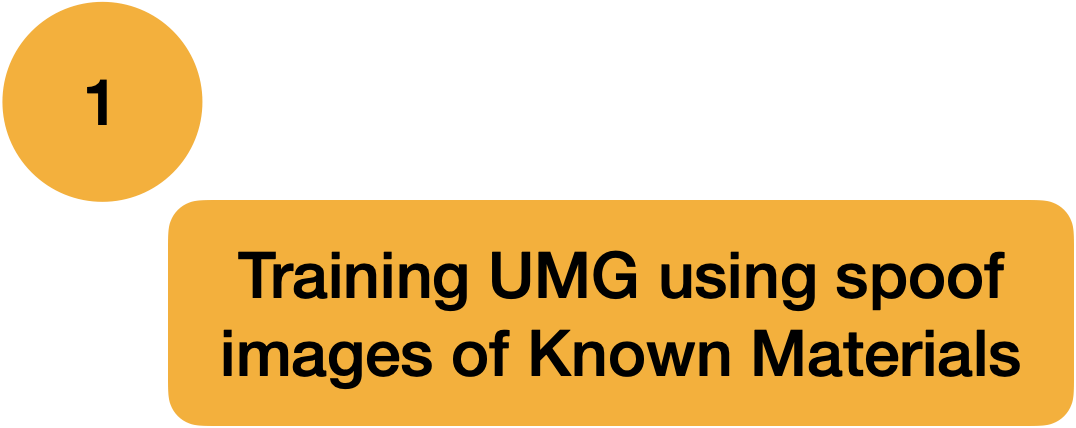 1
Training UMG using spoof
images of Known Materials